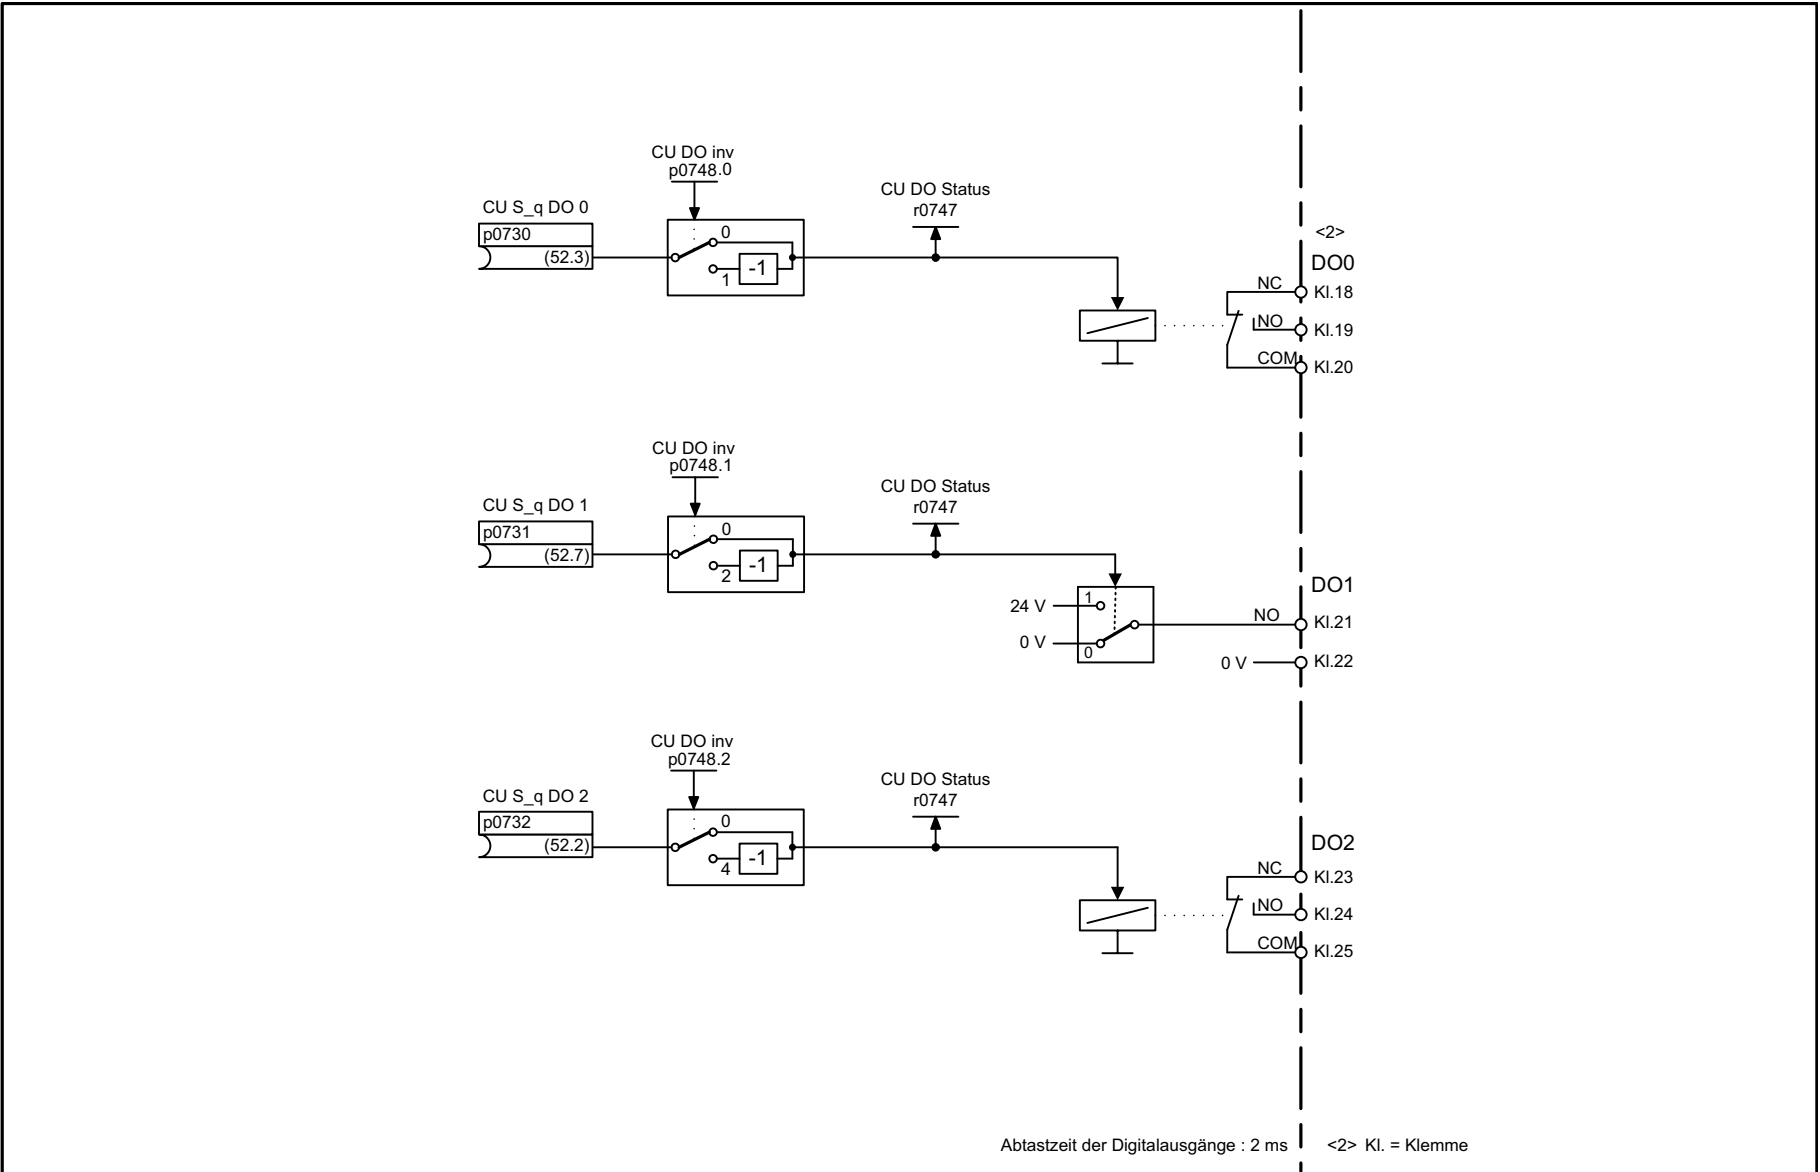 CU DO inv
p0748.0
CU S_q DO 0
p0730
(52.3)
0
1
-1
CU DO Status
r0747
<2>
DO0
NC
Kl.18
NO
Kl.19
COM
Kl.20
CU DO inv
p0748.1
CU S_q DO 1
p0731
(52.7)
0
2
-1
CU DO Status
r0747
24 V
1
0 V
0
DO1
NO
Kl.21
0 V
Kl.22
CU DO inv
p0748.2
CU S_q DO 2
p0732
(52.2)
0
4
-1
CU DO Status
r0747
DO2
NC
Kl.23
NO
Kl.24
COM
Kl.25
Abtastzeit der Digitalausgänge : 2 ms
<2> Kl. = Klemme